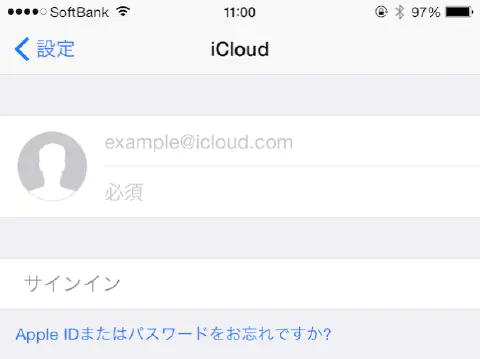 SoftBank 11:00 97%
設定 iCloud
example@icloud.com
必須
サインイン
Apple IDまたはパスワードをお忘れですか?